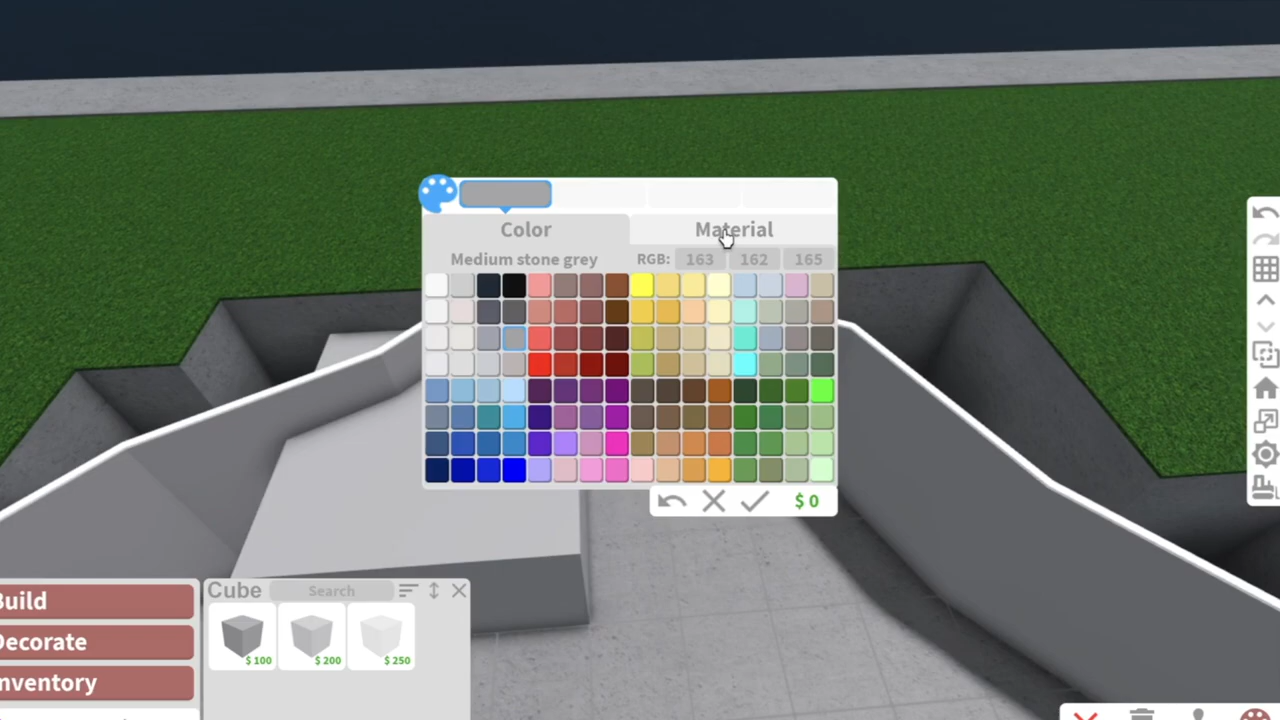 Color Material
Medium stone grey RGB: 163 162 165
$ 0
Build
Decorate
Inventory
Cube Search
$ 100 $ 200 $ 250